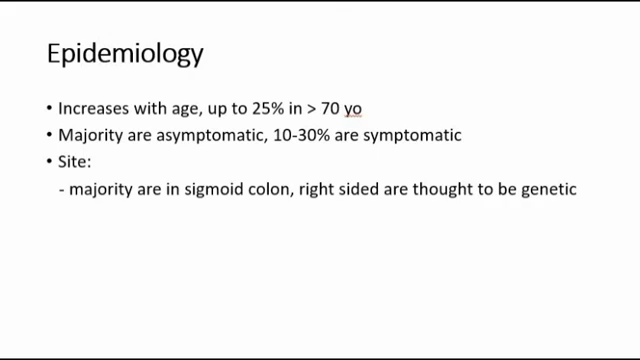 Epidemiology
• Increases with age, up to 25% in > 70 yo
• Majority are asymptomatic, 10-30% are symptomatic
• Site:
- majority are in sigmoid colon, right sided are thought to be genetic